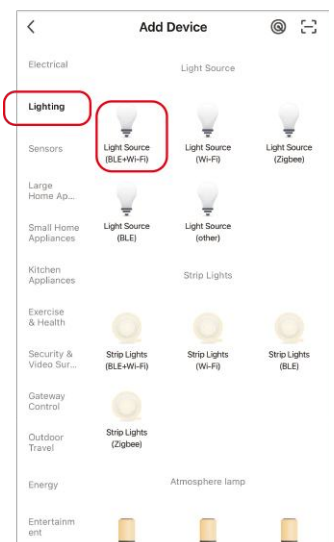 Add Device
Electrical
Lighting
Sensors
Large
Home Ap...
Small Home
Appliances
Kitchen
Appliances
Exercise
& Health
Security &
Video Sur...
Gateway
Control
Outdoor
Travel
Energy
Entertainm
ent
Light Source
Light Source
(BLE+Wi-Fi)
Light Source
(Wi-Fi)
Light Source
(Zigbee)
Light Source
(BLE)
Light Source
(other)
Strip Lights
Strip Lights
(BLE+Wi-Fi)
Strip Lights
(Wi-Fi)
Strip Lights
(BLE)
Strip Lights
(Zigbee)
Atmosphere lamp